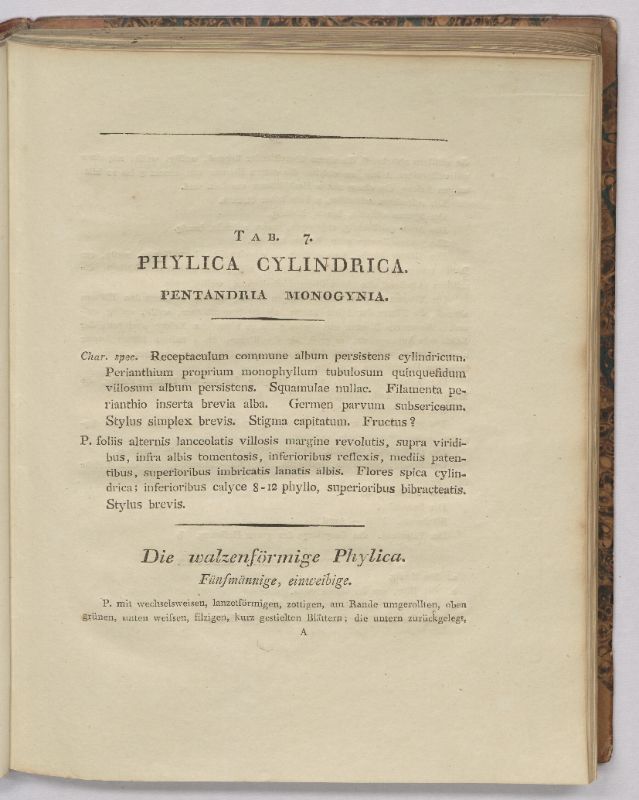 TAB. 7.
PHYLICA CYLINDRICA.
PENTANDRIA MONOGYNIA.
Char. spec. Receptaculum commune album persistens cylindricum.
Perianthium proprium monophyllum tubulosum quinquefidum
villosum album persistens. Squamulae nullae. Filamenta pe-
rianthio inserta brevia alba. Germen parvum subsericeum.
Stylus simplex brevis. Stigma capitatum. Fructus?
P. foliis alternis lanceolatis villosis margine revolutis, supra viridi-
bus, infra albis tomentosis, inferioribus reflexis, mediis paten-
tibus, superioribus imbricatis lanatis albis. Flores spica cylin-
drica; inferioribus calyce 8-12 phyllo, superioribus bibracteatis.
Stylus brevis.
Die walzenförmige Phylica.
Fünfmännige, einweibige.
P. mit wechselsweisen, lanzetförmigen, zottigen, am Rande umgerollten, oben
grünen, unten weiſsen, filzigen, kurz gestielten Blättern; die untern zurückgelegt,
A